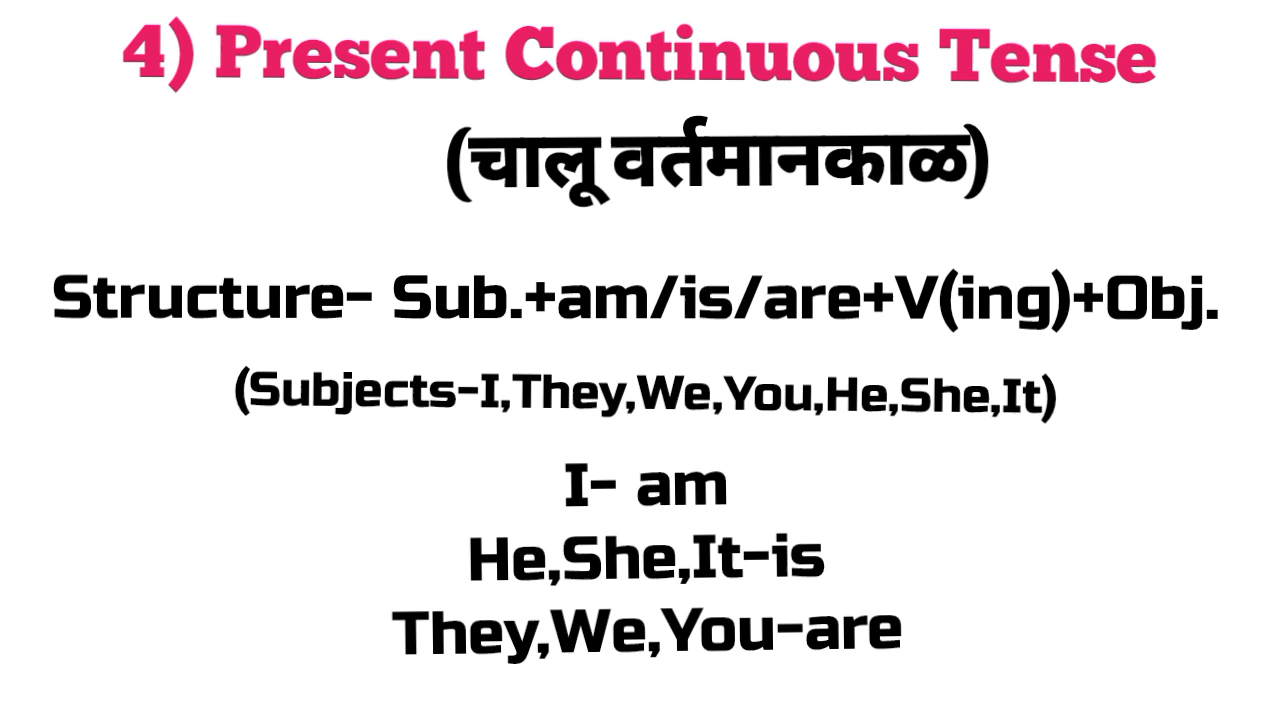 4) Present Continuous Tense
(चालू वर्तमानकाळ)
Structure- Sub.+am/is/are+V(ing)+Obj.
(Subjects-I,They,We,You,He,She,It)
I- am
He,She,It-is
They,We,You-are